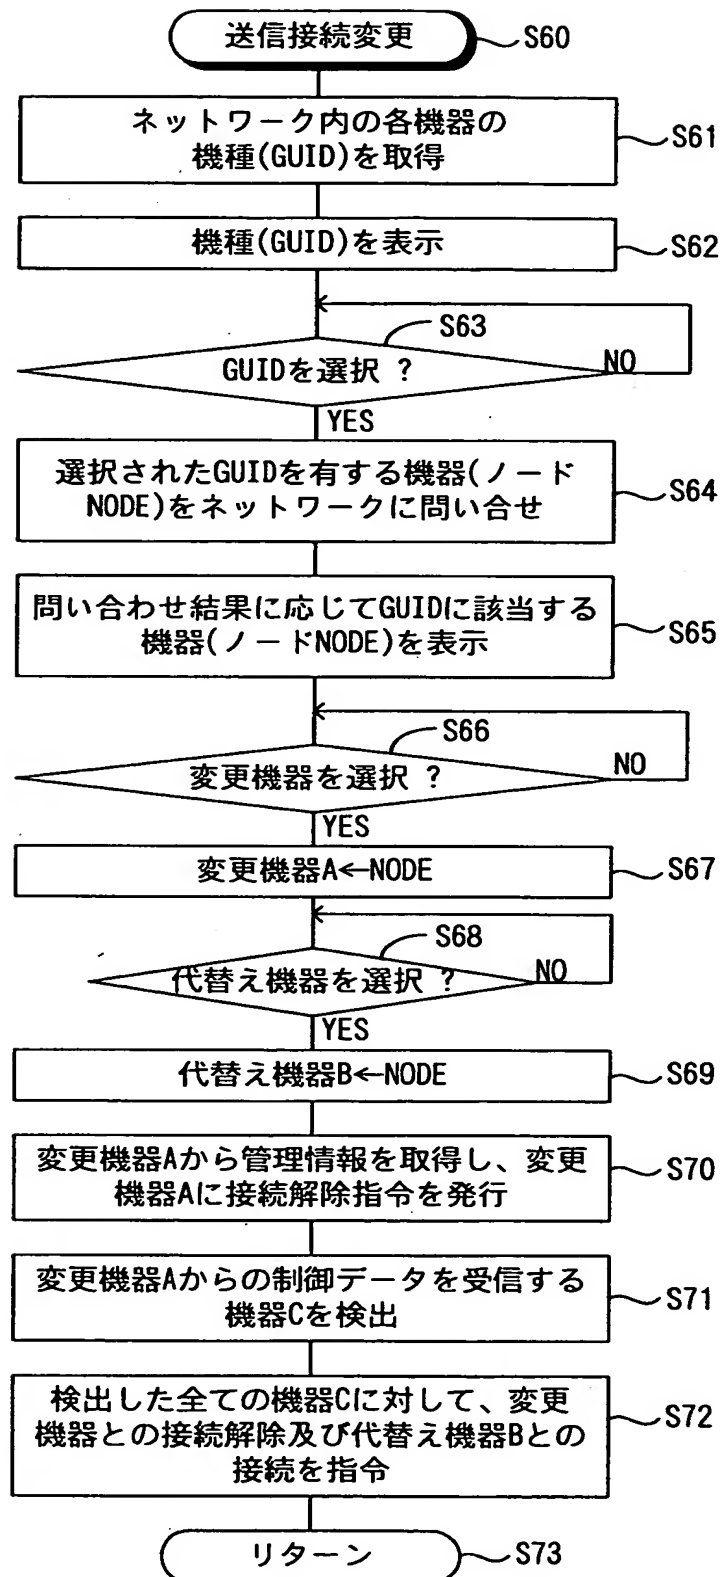 送信接続変更 S60
ネットワーク内の各機器の
機種(GUID)を取得 S61
機種(GUID)を表示 S62
S63
GUIDを選択 ? NO
YES
選択されたGUIDを有する機器(ノード
NODE)をネットワークに問い合せ S64
問い合わせ結果に応じてGUIDに該当する
機器(ノードNODE)を表示 S65
S66
変更機器を選択 ? NO
YES
変更機器A←NODE S67
S68
代替え機器を選択 ? NO
YES
代替え機器B←NODE S69
変更機器Aから管理情報を取得し、変更
機器Aに接続解除指令を発行 S70
変更機器Aからの制御データを受信する
機器Cを検出 S71
検出した全ての機器Cに対して、変更
機器との接続解除及び代替え機器Bとの
接続を指令 S72
リターン S73